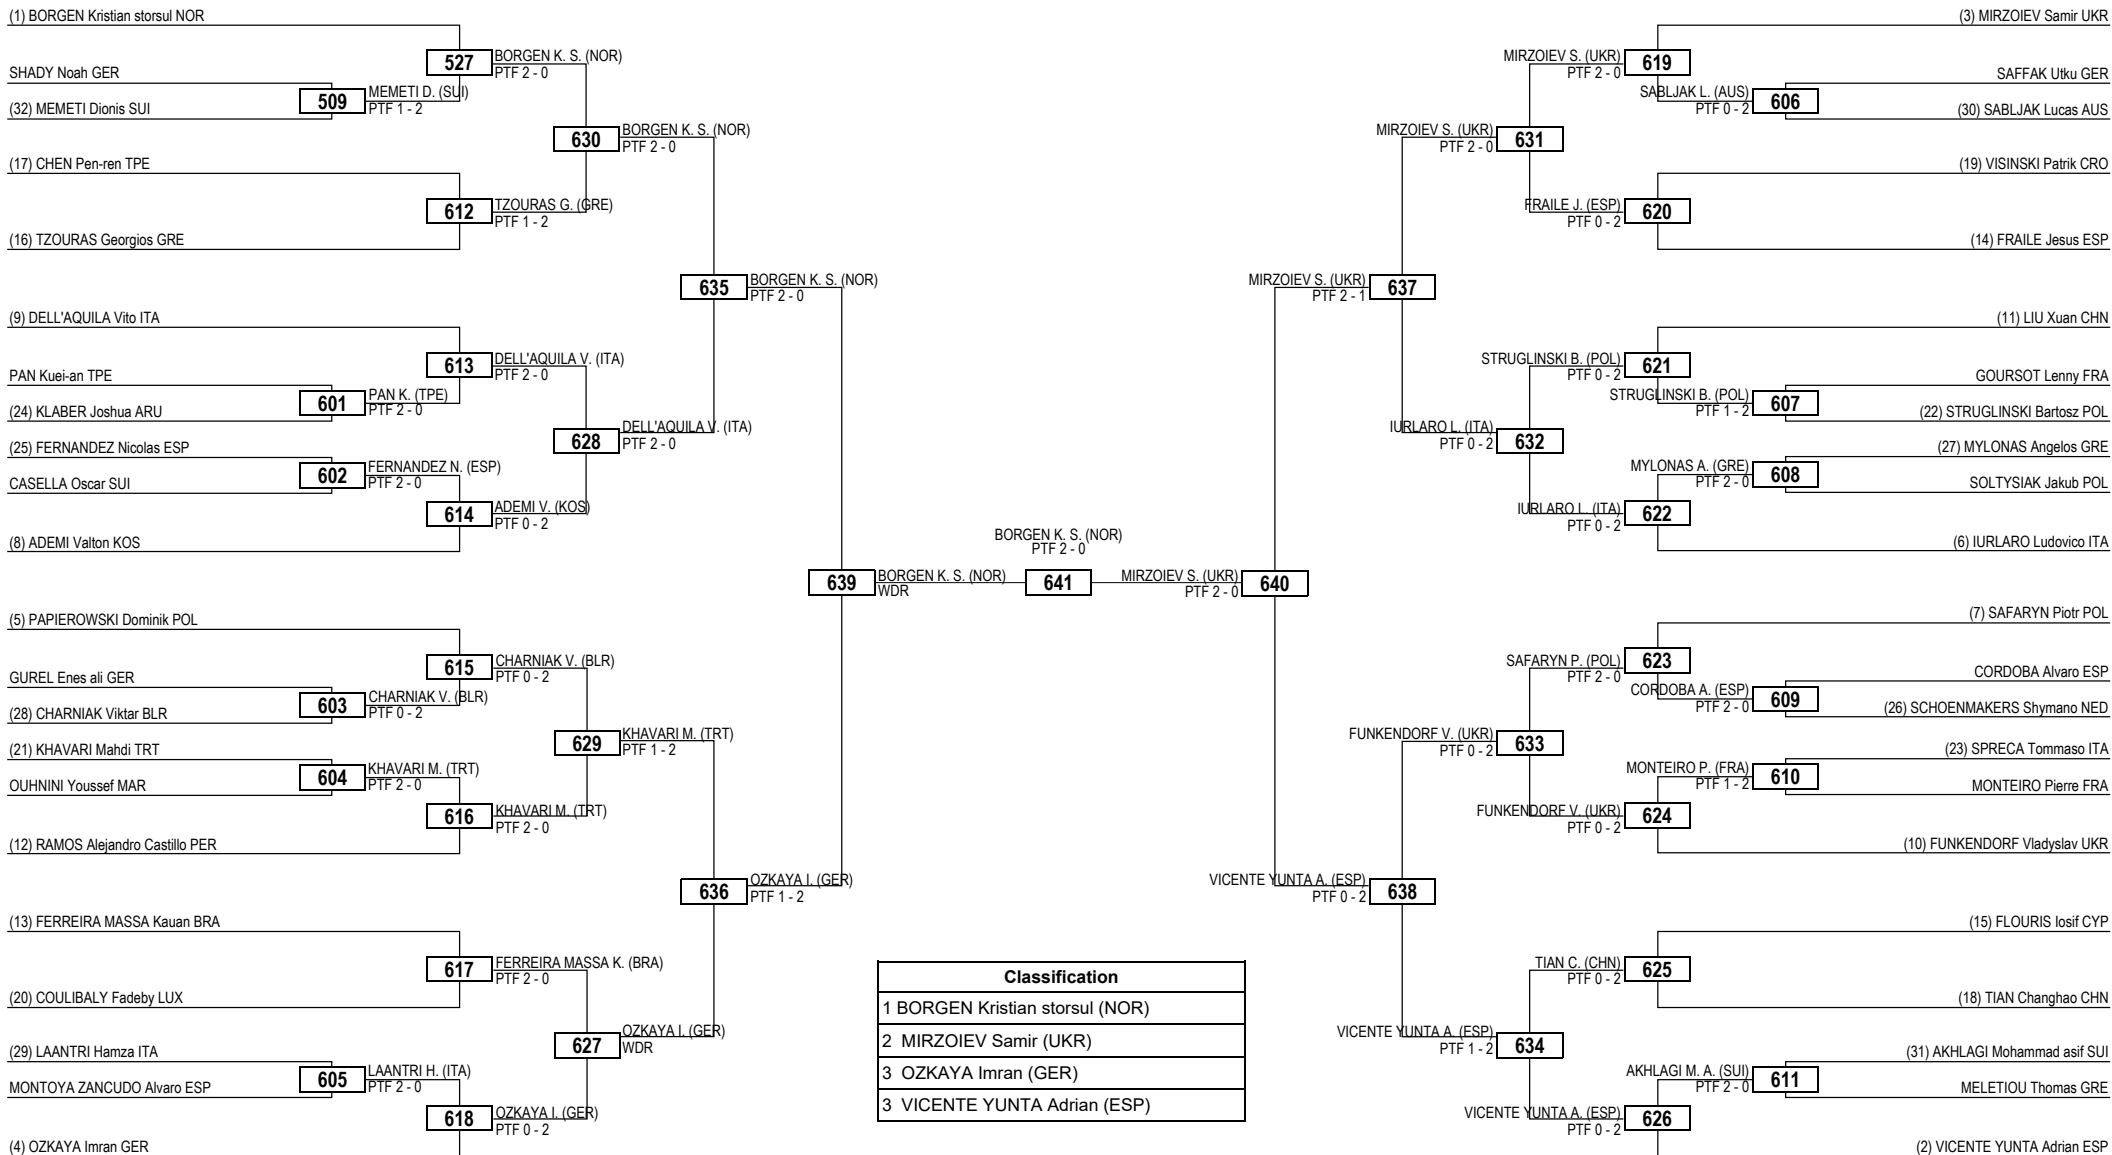 (1) BORGEN Kristian storsul NOR
527
BORGEN K. S. (NOR)
PTF 2 - 0
SHADY Noah GER
509
MEMETI D. (SUI)
PTF 1 - 2
(32) MEMETI Dionis SUI
630
BORGEN K. S. (NOR)
PTF 2 - 0
(17) CHEN Pen-ren TPE
612
TZOURAS G. (GRE)
PTF 1 - 2
(16) TZOURAS Georgios GRE
635
BORGEN K. S. (NOR)
PTF 2 - 0
(9) DELL'AQUILA Vito ITA
613
DELL'AQUILA V. (ITA)
PTF 2 - 0
PAN Kuei-an TPE
601
PAN K. (TPE)
PTF 2 - 0
(24) KLABER Joshua ARU
628
DELL'AQUILA V. (ITA)
PTF 2 - 0
(25) FERNANDEZ Nicolas ESP
602
FERNANDEZ N. (ESP)
PTF 2 - 0
CASELLA Oscar SUI
614
ADEMI V. (KOS)
PTF 0 - 2
(8) ADEMI Valton KOS
639
BORGEN K. S. (NOR)
WDR
(5) PAPIEROWSKI Dominik POL
615
CHARNIAK V. (BLR)
PTF 0 - 2
GUREL Enes ali GER
603
CHARNIAK V. (BLR)
PTF 0 - 2
(28) CHARNIAK Viktar BLR
629
KHAVARI M. (TRT)
PTF 1 - 2
(21) KHAVARI Mahdi TRT
604
KHAVARI M. (TRT)
PTF 2 - 0
OUHNINI Youssef MAR
616
KHAVARI M. (TRT)
PTF 2 - 0
(12) RAMOS Alejandro Castillo PER
636
OZKAYA I. (GER)
PTF 1 - 2
(13) FERREIRA MASSA Kauan BRA
617
FERREIRA MASSA K. (BRA)
PTF 2 - 0
(20) COULIBALY Fadeby LUX
627
OZKAYA I. (GER)
WDR
(29) LAANTRI Hamza ITA
605
LAANTRI H. (ITA)
PTF 2 - 0
MONTOYA ZANCUDO Alvaro ESP
618
OZKAYA I. (GER)
PTF 0 - 2
(4) OZKAYA Imran GER
BORGEN K. S. (NOR)
PTF 2 - 0
641
Classification
1 BORGEN Kristian storsul (NOR)
2 MIRZOIEV Samir (UKR)
3 OZKAYA Imran (GER)
3 VICENTE YUNTA Adrian (ESP)
(3) MIRZOIEV Samir UKR
MIRZOIEV S. (UKR)
PTF 2 - 0
619
SAFFAK Utku GER
SABLJAK L. (AUS)
PTF 0 - 2
606
(30) SABLJAK Lucas AUS
MIRZOIEV S. (UKR)
PTF 2 - 0
631
(19) VISINSKI Patrik CRO
FRAILE J. (ESP)
PTF 0 - 2
620
(14) FRAILE Jesus ESP
MIRZOIEV S. (UKR)
PTF 2 - 1
637
(11) LIU Xuan CHN
STRUGLINSKI B. (POL)
PTF 0 - 2
621
GOURSOT Lenny FRA
STRUGLINSKI B. (POL)
PTF 1 - 2
607
(22) STRUGLINSKI Bartosz POL
IURLARO L. (ITA)
PTF 0 - 2
632
(27) MYLONAS Angelos GRE
MYLONAS A. (GRE)
PTF 2 - 0
608
SOLTYSIAK Jakub POL
IURLARO L. (ITA)
PTF 0 - 2
622
(6) IURLARO Ludovico ITA
MIRZOIEV S. (UKR)
PTF 2 - 0
640
(7) SAFARYN Piotr POL
SAFARYN P. (POL)
PTF 2 - 0
623
CORDOBA Alvaro ESP
CORDOBA A. (ESP)
PTF 2 - 0
609
(26) SCHOENMAKERS Shymano NED
FUNKENDORF V. (UKR)
PTF 0 - 2
633
(23) SPRECA Tommaso ITA
MONTEIRO P. (FRA)
PTF 1 - 2
610
MONTEIRO Pierre FRA
FUNKENDORF V. (UKR)
PTF 0 - 2
624
(10) FUNKENDORF Vladyslav UKR
VICENTE YUNTA A. (ESP)
PTF 0 - 2
638
(15) FLOURIS Iosif CYP
TIAN C. (CHN)
PTF 0 - 2
625
(18) TIAN Changhao CHN
VICENTE YUNTA A. (ESP)
PTF 1 - 2
634
(31) AKHLAGI Mohammad asif SUI
AKHLAGI M. A. (SUI)
PTF 2 - 0
611
MELETIOU Thomas GRE
VICENTE YUNTA A. (ESP)
PTF 0 - 2
626
(2) VICENTE YUNTA Adrian ESP